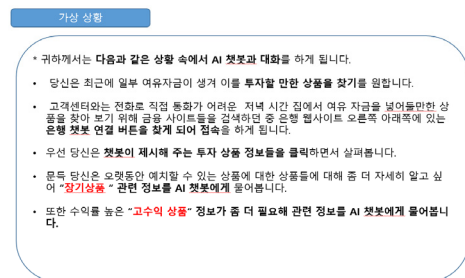 가상 상황
* 귀하께서는 다음과 같은 상황 속에서 AI 챗봇과 대화를 하게 됩니다.
• 당신은 최근에 일부 여유자금이 생겨 이를 투자할 만한 상품을 찾기를 원합니다.
• 고객센터와는 전화로 직접 통화가 어려운 저녁 시간 집에서 여유 자금을 넣어둘만한 상
품을 찾아 보기 위해 금융 사이트들을 검색하던 중 은행 웹사이트 오른쪽 아래쪽에 있는
은행 챗봇 연결 버튼을 찾게 되어 접속을 하게 됩니다.
• 우선 당신은 챗봇이 제시해 주는 투자 상품 정보들을 클릭하면서 살펴봅니다.
• 문득 당신은 오랫동안 예치할 수 있는 상품에 대한 상품들에 대해 좀 더 자세히 알고 싶
어 "장기상품 " 관련 정보를 AI 챗봇에게 물어봅니다.
• 또한 수익률 높은 "고수익 상품" 정보가 좀 더 필요해 관련 정보를 AI 챗봇에게 물어봅니
다.